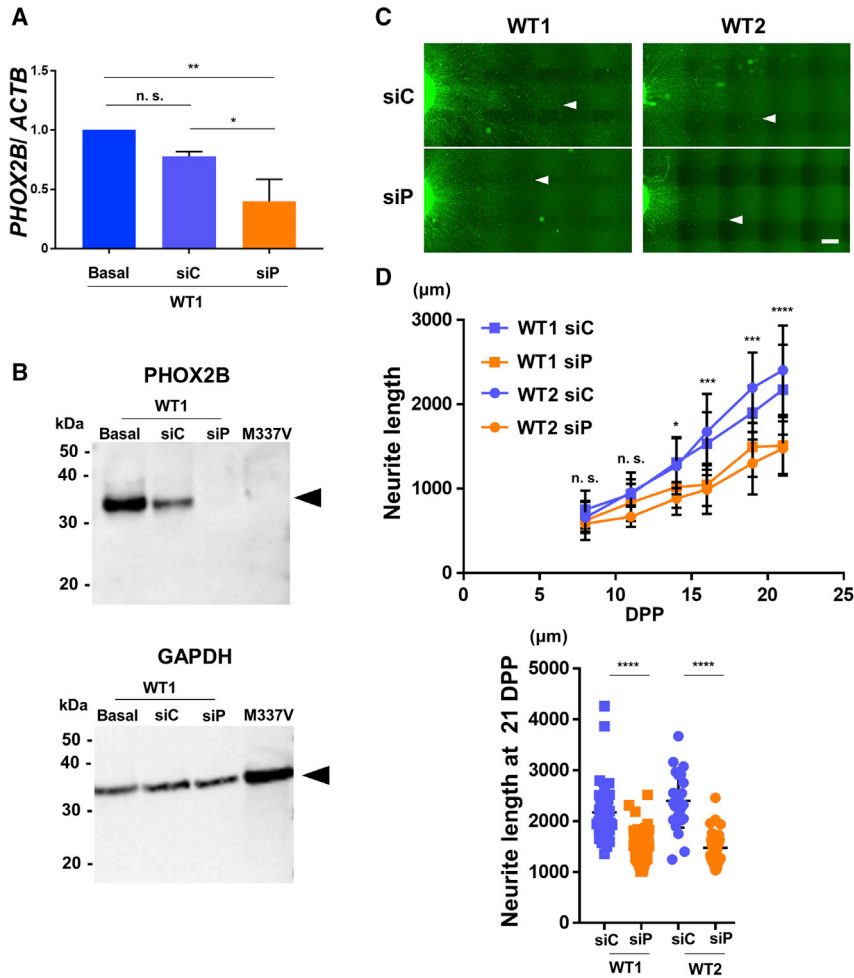 A
PHOX2B/ ACTB
1.5
1.0
0.5
0
**
n. s.
*
Basal siC siP
WT1
B
PHOX2B
WT1
kDa Basal siC siP M337V
50 -
40 -
30 -
20 -
GAPDH
WT1
kDa Basal siC siP M337V
50 -
40 -
30 -
20 -
C
WT1 WT2
siC
siP
D
(μm)
Neurite length
3000
2000
1000
0
WT1 siC
WT1 siP
WT2 siC
WT2 siP
n. s. n. s. * *** *** ****
0 5 10 15 20 25
DPP
(μm)
Neurite length at 21 DPP
5000
4000
3000
2000
1000
0
**** ****
siC siP siC siP
WT1 WT2